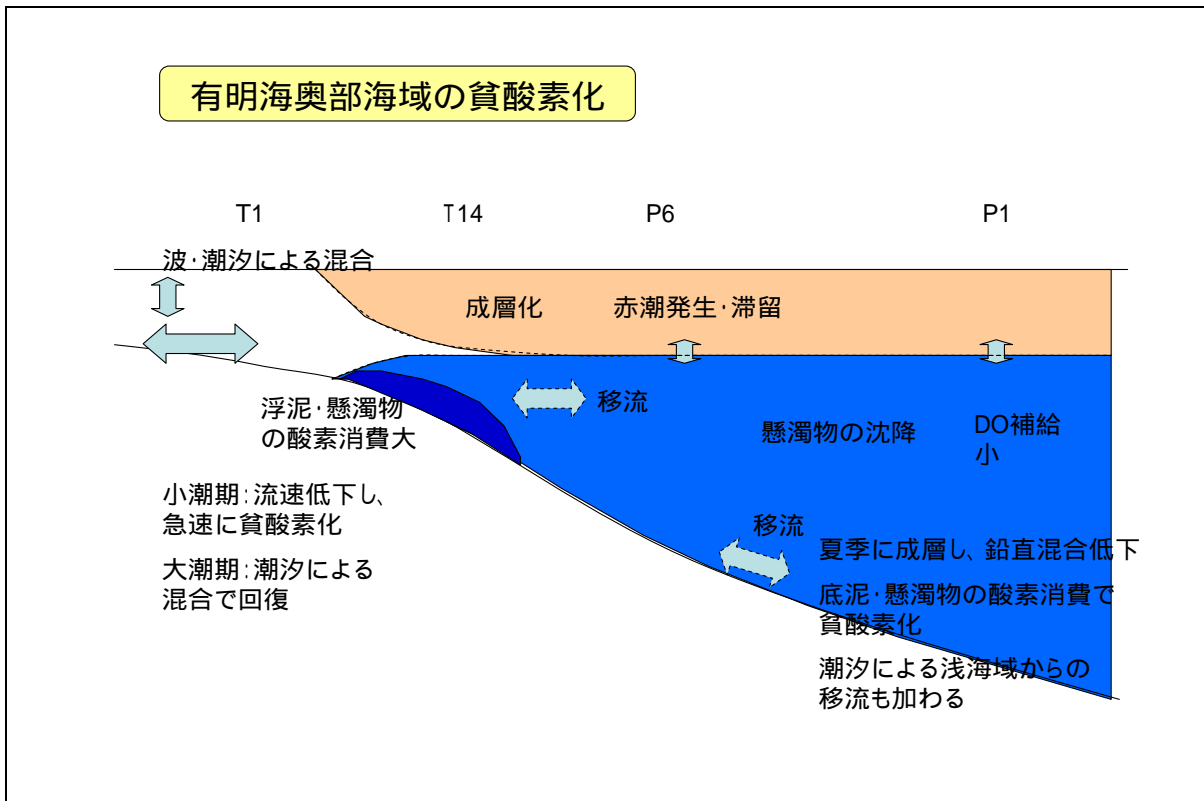 有明海奥部海域の貧酸素化
T1
T14
P6
P1
波・潮汐による混合
成層化
赤潮発生・滞留
浮泥・懸濁物
の酸素消費大
移流
懸濁物の沈降
DO補給
小
小潮期：流速低下し、
急速に貧酸素化
大潮期：潮汐による
混合で回復
移流
夏季に成層し、鉛直混合低下
底泥・懸濁物の酸素消費で
貧酸素化
潮汐による浅海域からの
移流も加わる